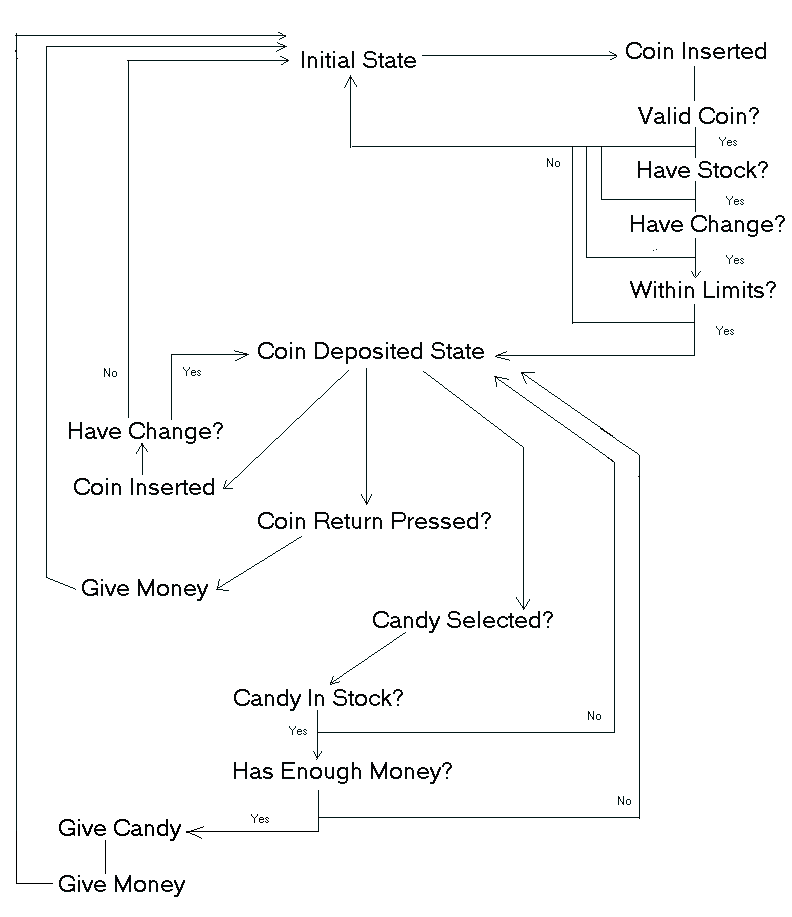 Initial State
Coin Inserted
Valid Coin?
Yes
No
Have Stock?
Yes
Have Change?
Yes
Within Limits?
Yes
Coin Deposited State
No
Yes
Have Change?
Coin Inserted
Coin Return Pressed?
Give Money
Candy Selected?
Candy In Stock?
No
Yes
Has Enough Money?
No
Yes
Give Candy
Give Money